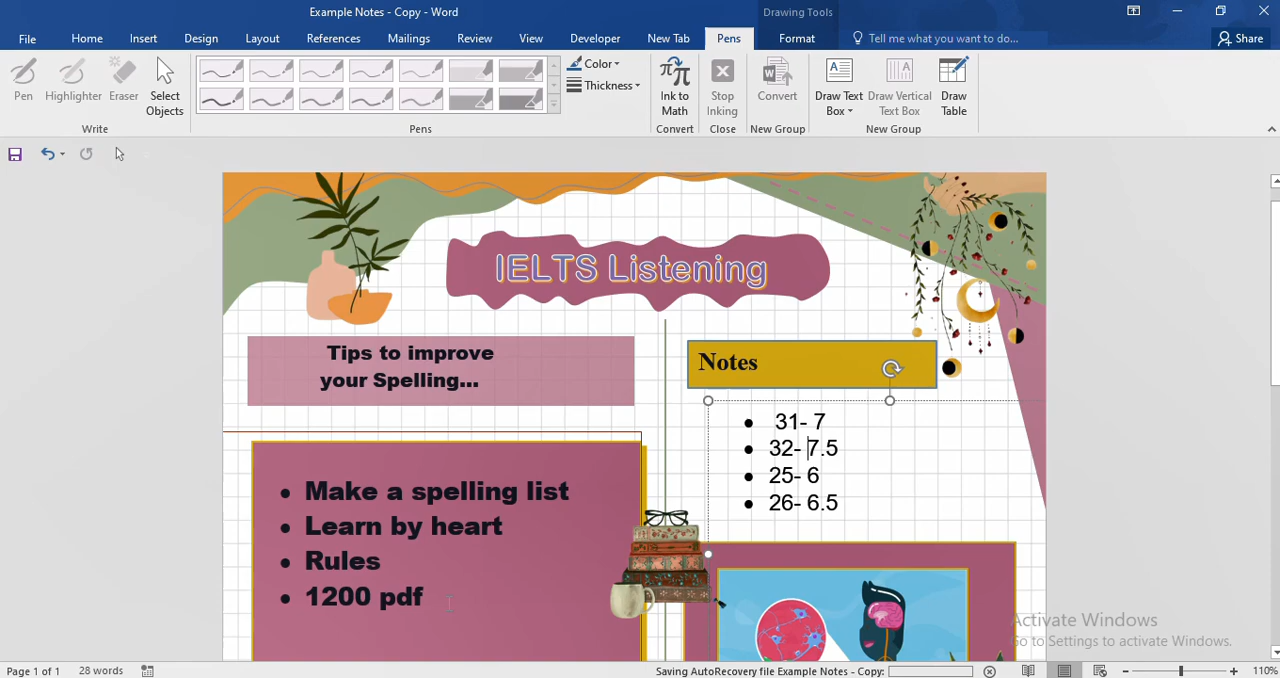 Example Notes - Copy - Word
Drawing Tools
File Home Insert Design Layout References Mailings Review View Developer New Tab Pens Format Tell me what you want to do... Share
Pen Highlighter Eraser Select Objects
Write
Pens
Color
Thickness
Ink to Math
Convert
Stop Inking
Close
Convert
New Group
Draw Text Box
Draw Vertical Text Box
Draw Table
New Group
IELTS Listening
Tips to improve
your Spelling...
• Make a spelling list
• Learn by heart
• Rules
• 1200 pdf
Notes
• 31- 7
• 32- 7.5
• 25- 6
• 26- 6.5
Activate Windows
Go to Settings to activate Windows.
Page 1 of 1 28 words Saving AutoRecovery file Example Notes - Copy: 110%